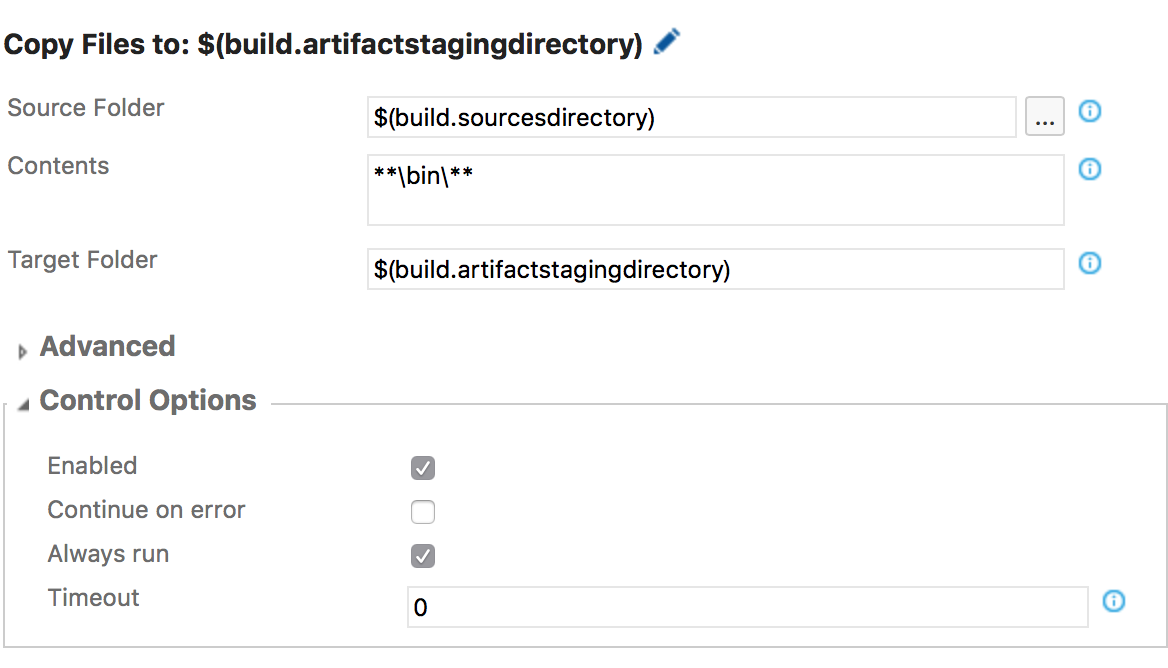 Copy Files to: $(build.artifactstagingdirectory)
Source Folder
$(build.sourcesdirectory)
...
Contents
**\bin\**
Target Folder
$(build.artifactstagingdirectory)
Advanced
Control Options
Enabled
Continue on error
Always run
Timeout
0